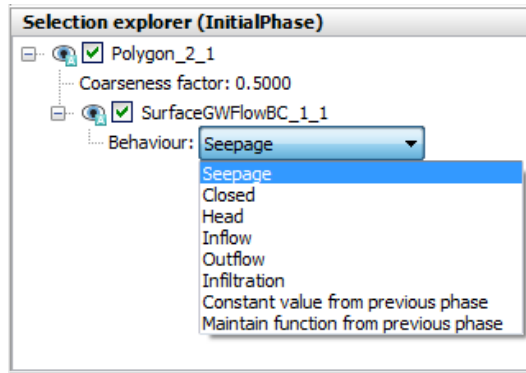 Selection explorer (InitialPhase)
Polygon_2_1
Coarseness factor: 0.5000
SurfaceGWFlowBC_1_1
Behaviour: Seepage
Seepage
Closed
Head
Inflow
Outflow
Infiltration
Constant value from previous phase
Maintain function from previous phase